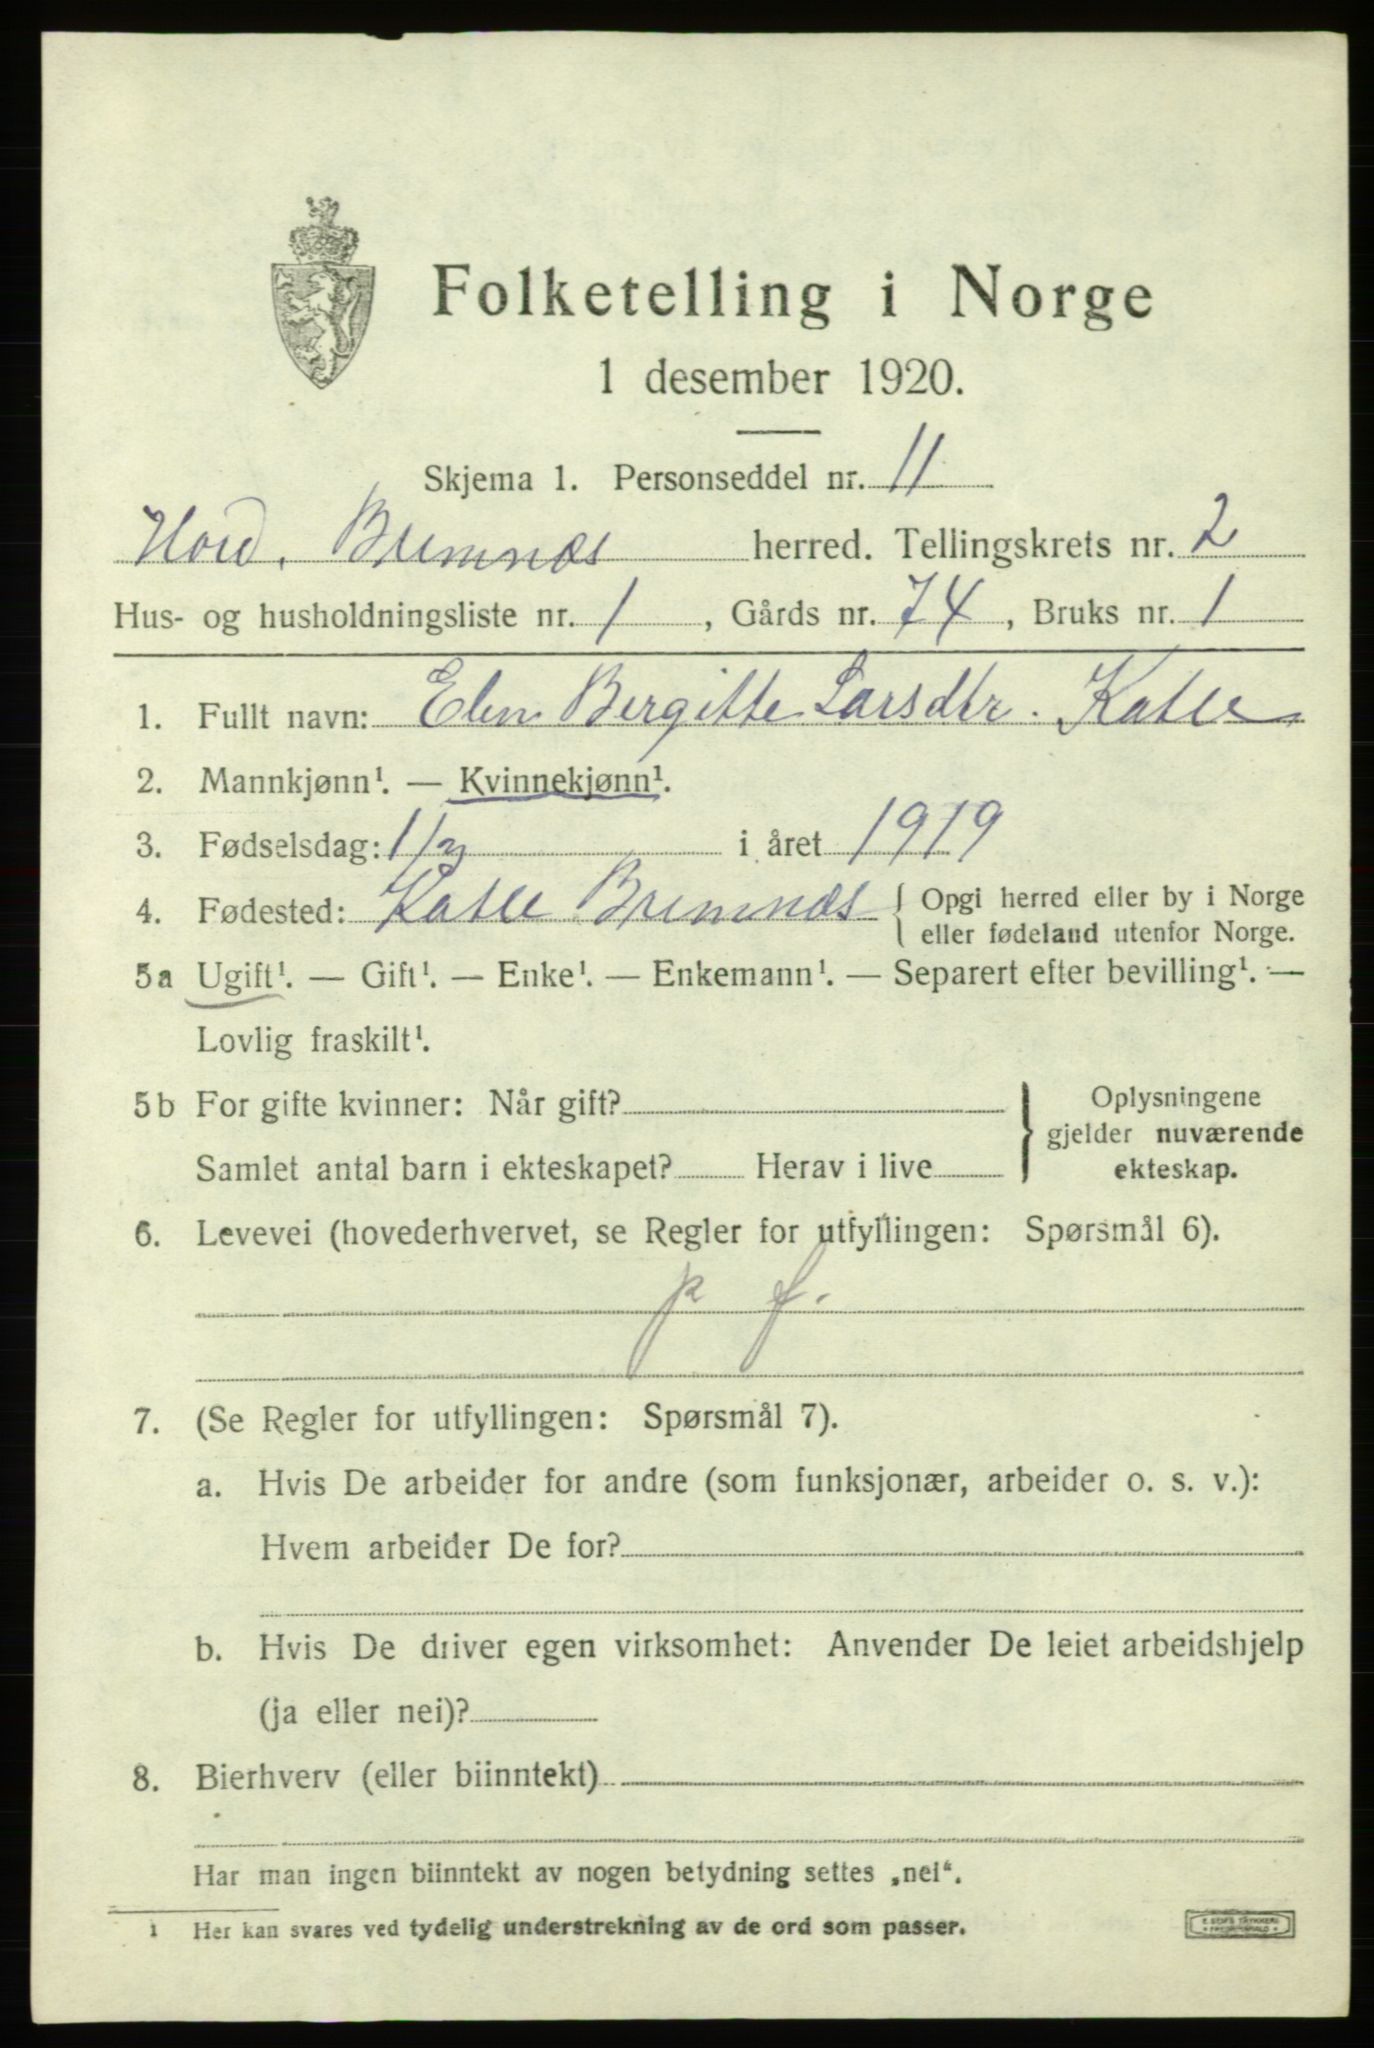 Folketelling i Norge
1 desember 1920.
Skjema 1. Personseddel nr. 11
Hord. Bremnes herred. Tellingskrets nr. 2
Hus- og husholdningsliste nr. 1, Gårds nr. 74, Bruks nr. 1
1. Fullt navn: Elen Bergitte Larsdtr. Katle
2. Mannkjønn¹. — Kvinnekjønn¹.
3. Fødselsdag: 1/3 i året 1919
4. Fødested: Katle Bremnes { Opgi herred eller by i Norge
eller fødeland utenfor Norge.
5a Ugift¹. — Gift¹. — Enke¹. — Enkemann¹. — Separert efter bevilling¹. —
Lovlig fraskilt¹.
5b For gifte kvinner: Når gift?
Samlet antal barn i ekteskapet? Herav i live
Oplysningene
gjelder nuværende
ekteskap.
6. Levevei (hovederhvervet, se Regler for utfyllingen: Spørsmål 6).
p f.
7. (Se Regler for utfyllingen: Spørsmål 7).
a. Hvis De arbeider for andre (som funksjonær, arbeider o. s. v.):
Hvem arbeider De for?
b. Hvis De driver egen virksomhet: Anvender De leiet arbeidshjelp
(ja eller nei)?
8. Bierhverv (eller biinntekt)
Har man ingen biinntekt av nogen betydning settes „nei“.
1 Her kan svares ved tydelig understrekning av de ord som passer.